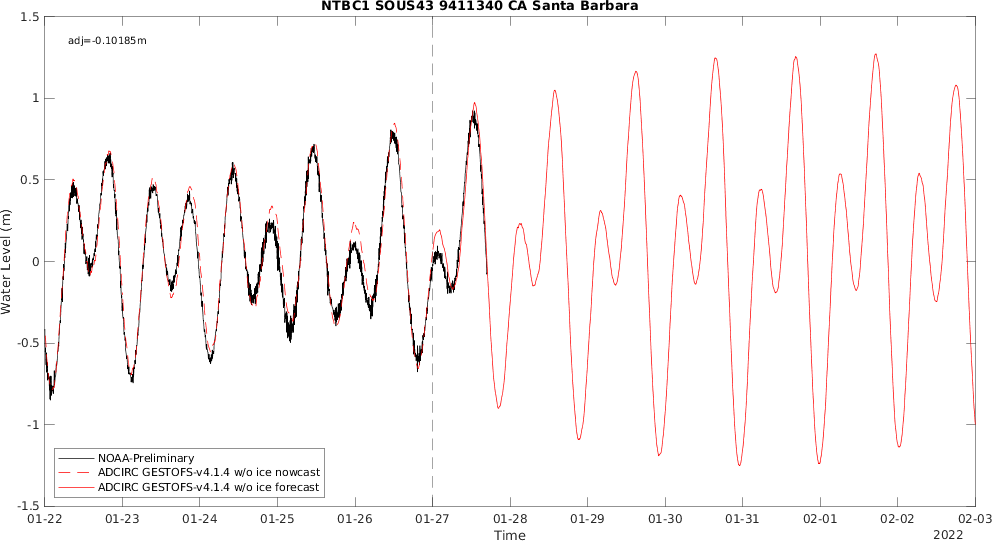 NTBC1 SOUS43 9411340 CA Santa Barbara
adj=-0.10185m
1.5
1
0.5
0
-0.5
-1
-1.5
Water Level (m)
NOAA-Preliminary
ADCIRC GESTOFS-v4.1.4 w/o ice nowcast
ADCIRC GESTOFS-v4.1.4 w/o ice forecast
01-22 01-23 01-24 01-25 01-26 01-27 01-28 01-29 01-30 01-31 02-01 02-02 02-03
Time
2022